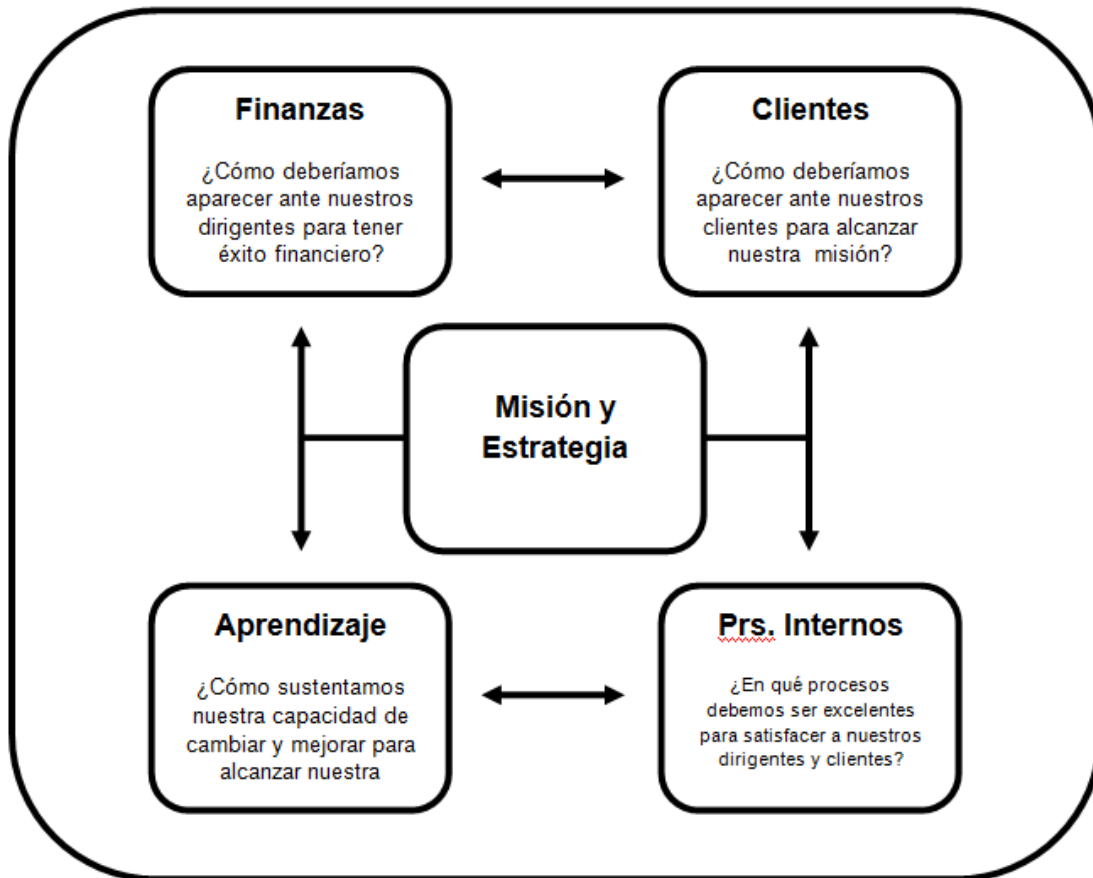 Finanzas
¿Cómo deberíamos
aparecer ante nuestros
dirigentes para tener
éxito financiero?
Clientes
¿Cómo deberíamos
aparecer ante nuestros
clientes para alcanzar
nuestra misión?
Misión y
Estrategia
Aprendizaje
¿Cómo sustentamos
nuestra capacidad de
cambiar y mejorar para
alcanzar nuestra
Prs. Internos
¿En qué procesos
debemos ser excelentes
para satisfacer a nuestros
dirigentes y clientes?